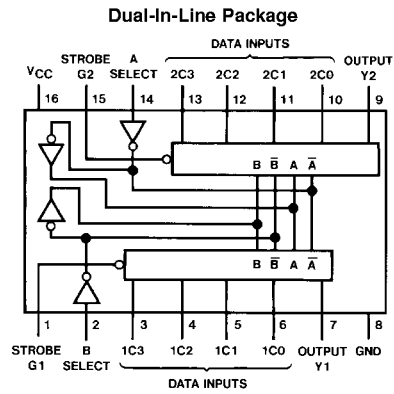 Dual-In-Line Package
DATA INPUTS
VCC
STROBE G2
A SELECT
2C3 2C2 2C1 2C0
OUTPUT Y2
16 15 14 13 12 11 10 9
B B̅ A A̅
B B̅ A A̅
1 2 3 4 5 6 7 8
STROBE G1
B SELECT
1C3 1C2 1C1 1C0
OUTPUT Y1
GND
DATA INPUTS